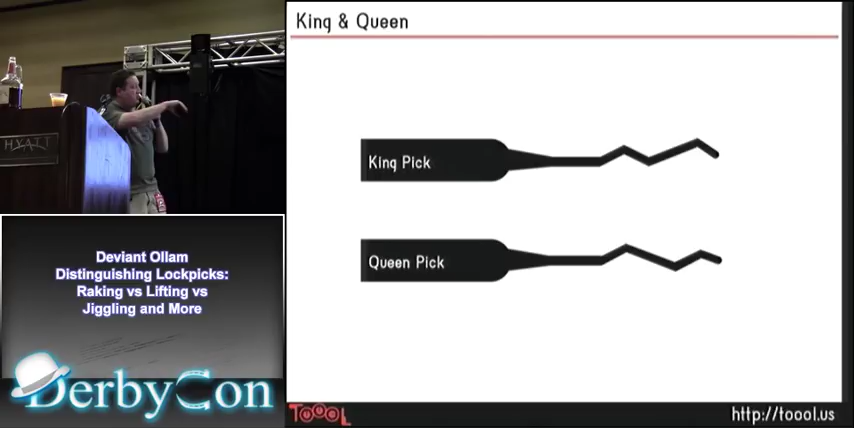 King & Queen
King Pick
Queen Pick
HYATT
Deviant Ollam
Distinguishing Lockpicks:
Raking vs Lifting vs
Jiggling and More
DerbyCon
TOOOL
http://toool.us